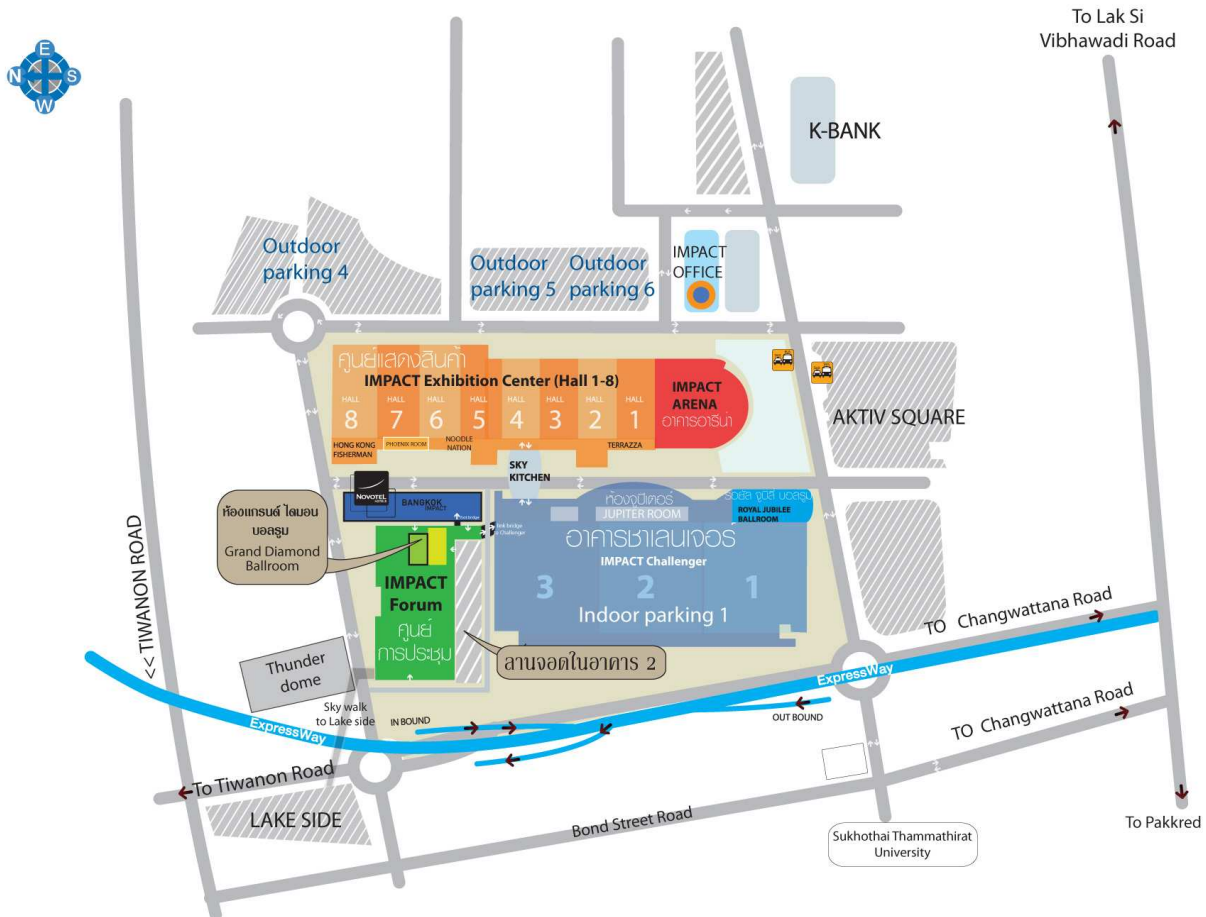 To Lak Si
Vibhawadi Road
E
N
S
W
K-BANK
Outdoor
parking 4
Outdoor
parking 5
Outdoor
parking 6
IMPACT
OFFICE
ศูนย์แสดงสินค้า
IMPACT Exhibition Center (Hall 1-8)
HALL
8
HALL
7
HALL
6
HALL
5
HALL
4
HALL
3
HALL
2
HALL
1
IMPACT
ARENA
อาคารอารีน่า
AKTIV SQUARE
HONG KONG
FISHERMAN
PHOENIX ROOM
NOODLE
NATION
TERRAZZA
SKY
KITCHEN
NOVOTEL
BANGKOK
IMPACT
ห้องจูปิเตอร์
JUPITER ROOM
รอยัล จูบิลี่ บอลรูม
ROYAL JUBILEE
BALLROOM
ห้องแกรนด์ ไดมอน
บอลรูม
Grand Diamond
Ballroom
อาคารชาเลนเจอร์
IMPACT Challenger
3
2
1
Indoor parking 1
IMPACT
Forum
ศูนย์
การประชุม
ลานจอดในอาคาร 2
<< TIWANON ROAD
Thunder
dome
Sky walk
to Lake side
IN BOUND
OUT BOUND
ExpressWay
ExpressWay
TO Changwattana Road
TO Changwattana Road
To Tiwanon Road
LAKE SIDE
Bond Street Road
Sukhothai Thammathirat
University
To Pakkred